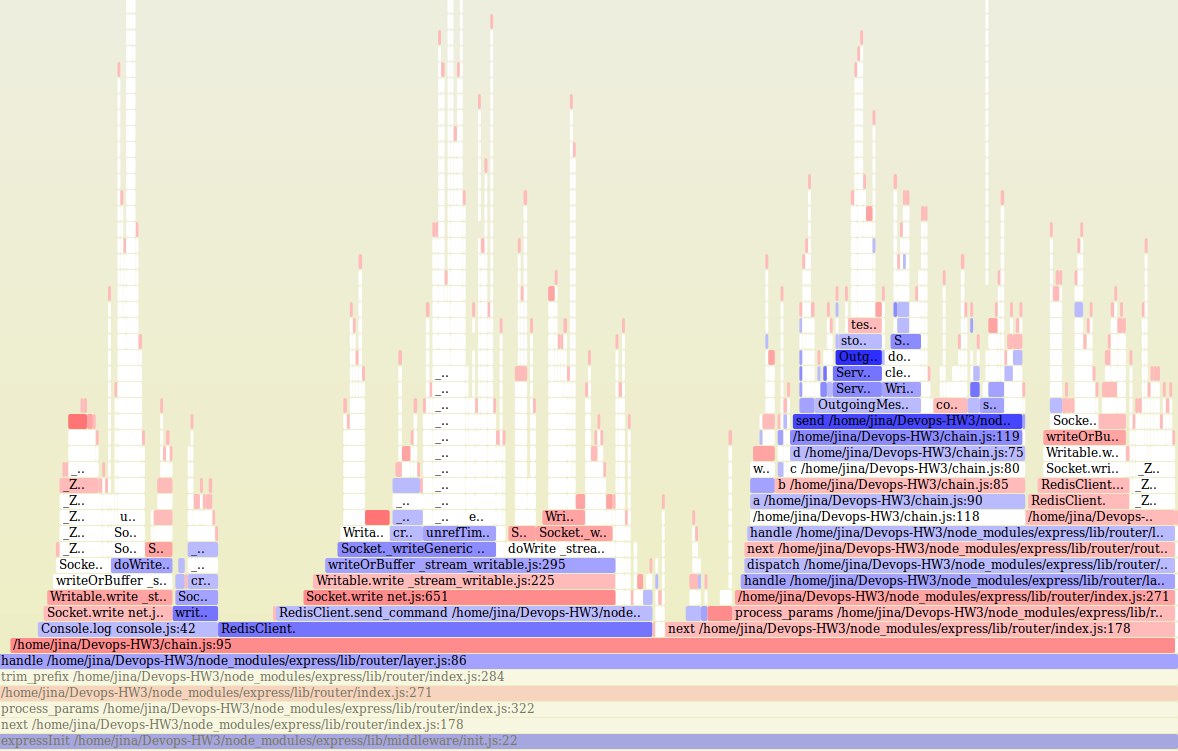 tes..
sto.. S..
Outg.. do..
_.. Serv.. cle..
_.. Serv.. Wri..
_.. OutgoingMes.. co.. s..
_.. send /home/jina/Devops-HW3/nod.. Socke..
_.. /home/jina/Devops-HW3/chain.js:119 writeOrBu..
_.. d /home/jina/Devops-HW3/chain.js:75 Writable.w..
_.. _.. w.. c /home/jina/Devops-HW3/chain.js:80 Socket.wri.. _Z..
_Z.. _.. b /home/jina/Devops-HW3/chain.js:85 RedisClient... _Z..
_Z.. _.. _.. a /home/jina/Devops-HW3/chain.js:90 RedisClient. _Z..
_Z.. u.. _.. _.. e.. Wri.. /home/jina/Devops-HW3/chain.js:118 /home/jina/Devops-..
_Z.. So.. Writa.. cr.. unrefTim.. S.. Socket._w.. handle /home/jina/Devops-HW3/node_modules/express/lib/router/l..
_Z.. So.. S.. _.. Socket._writeGeneric .. doWrite _strea.. next /home/jina/Devops-HW3/node_modules/express/lib/router/rout..
Socke.. doWrite.. _.. writeOrBuffer _stream_writable.js:295 dispatch /home/jina/Devops-HW3/node_modules/express/lib/router/..
writeOrBuffer _s.. cr.. Writable.write _stream_writable.js:225 handle /home/jina/Devops-HW3/node_modules/express/lib/router/la..
Writable.write _st.. Soc.. Socket.write net.js:651 /home/jina/Devops-HW3/node_modules/express/lib/router/index.js:271
Socket.write net.j.. writ.. RedisClient.send_command /home/jina/Devops-HW3/node.. process_params /home/jina/Devops-HW3/node_modules/express/lib/r..
Console.log console.js:42 RedisClient. next /home/jina/Devops-HW3/node_modules/express/lib/router/index.js:178
/home/jina/Devops-HW3/chain.js:95
handle /home/jina/Devops-HW3/node_modules/express/lib/router/layer.js:86
trim_prefix /home/jina/Devops-HW3/node_modules/express/lib/router/index.js:284
/home/jina/Devops-HW3/node_modules/express/lib/router/index.js:271
process_params /home/jina/Devops-HW3/node_modules/express/lib/router/index.js:322
next /home/jina/Devops-HW3/node_modules/express/lib/router/index.js:178
expressInit /home/jina/Devops-HW3/node_modules/express/lib/middleware/init.js:22